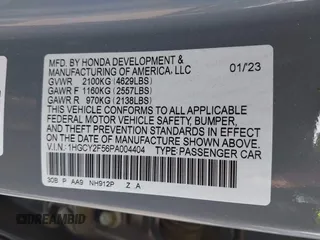 MFD. BY HONDA DEVELOPMENT &
MANUFACTURING OF AMERICA, LLC
01/23
GVWR 2100KG (4629LBS)
GAWR F 1160KG (2557LBS)
GAWR R 970KG (2138LBS)
THIS VEHICLE CONFORMS TO ALL APPLICABLE
FEDERAL MOTOR VEHICLE SAFETY, BUMPER,
AND THEFT PREVENTION STANDARDS IN EFFECT
ON THE DATE OF MANUFACTURE SHOWN ABOVE.
V.I.N.: 1HGCY2F56PA004404 TYPE: PASSENGER CAR
30B P AA9 NH912P Z A
DREAMBID